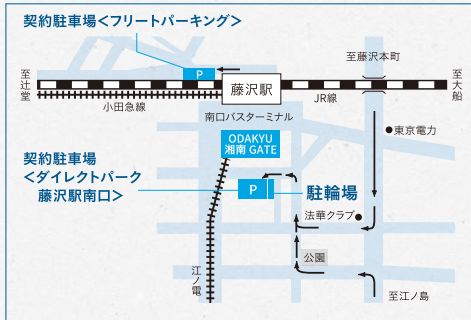 契約駐車場<フリートパーキング>
至藤沢本町
P
至辻堂
藤沢駅
至大船
小田急線
JR線
南口バスターミナル
ODAKYU
湘南 GATE
東京電力
契約駐車場
<ダイレクトパーク
藤沢駅南口>
P
駐輪場
法華クラブ
公園
江ノ電
至江ノ島